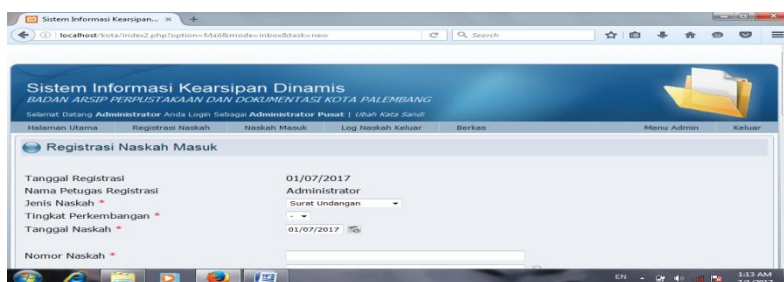 Sistem Informasi Kearsipan... × +
localhost/kota/index2.php?option=Mail&mode=inbox&task=new Search
Sistem Informasi Kearsipan Dinamis
BADAN ARSIP PERPUSTAKAAN DAN DOKUMENTASI KOTA PALEMBANG
Selamat Datang Administrator Anda Login Sebagai Administrator Pusat | Ubah Kata Sandi
Halaman Utama Registrasi Naskah Naskah Masuk Log Naskah Keluar Berkas Menu Admin Keluar
Registrasi Naskah Masuk
Tanggal Registrasi 01/07/2017
Nama Petugas Registrasi Administrator
Jenis Naskah * Surat Undangan
Tingkat Perkembangan * -
Tanggal Naskah * 01/07/2017
Nomor Naskah *
EN 1:13 AM